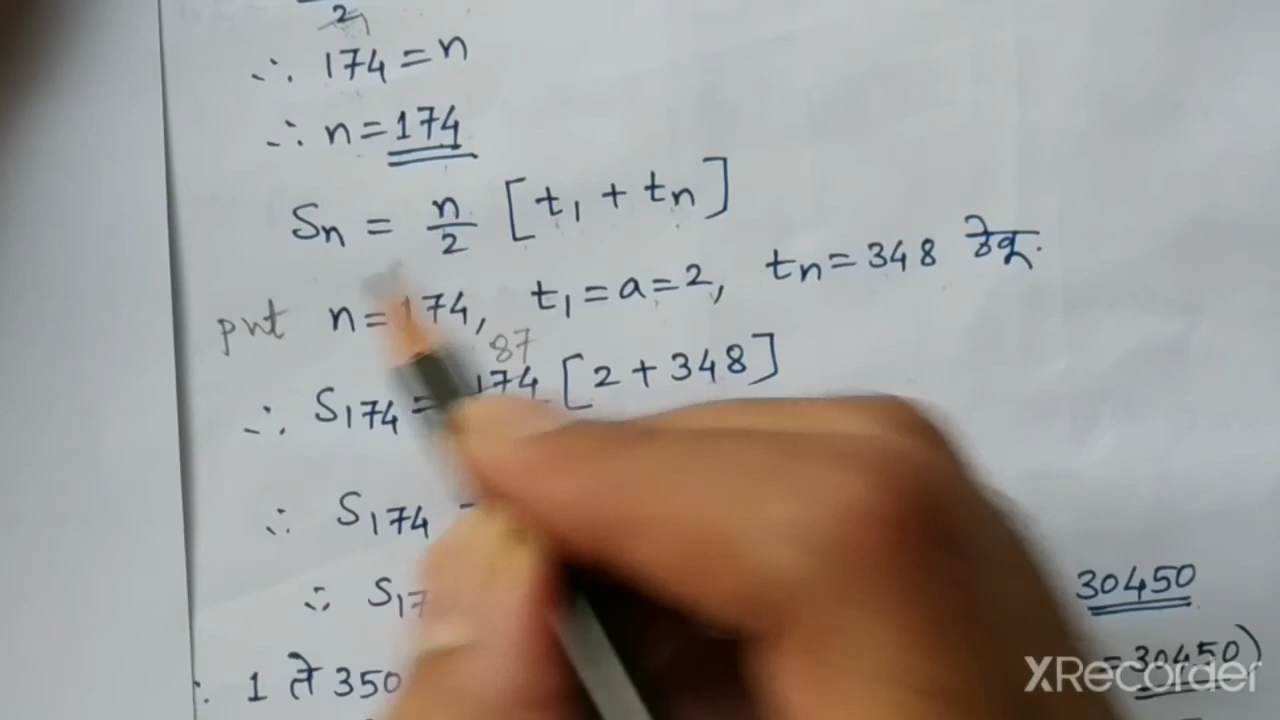 2
∴ 174 = n
∴ n = 174
Sn = n/2 [t₁ + tn]
put n = 174, t₁ = a = 2, tn = 348 ठेवू.
87
∴ S₁₇₄ = 174 [2 + 348]
∴ S₁₇₄
∴ S₁₇
30450
∴ 1 ते 350 = 30450)
XRecorder